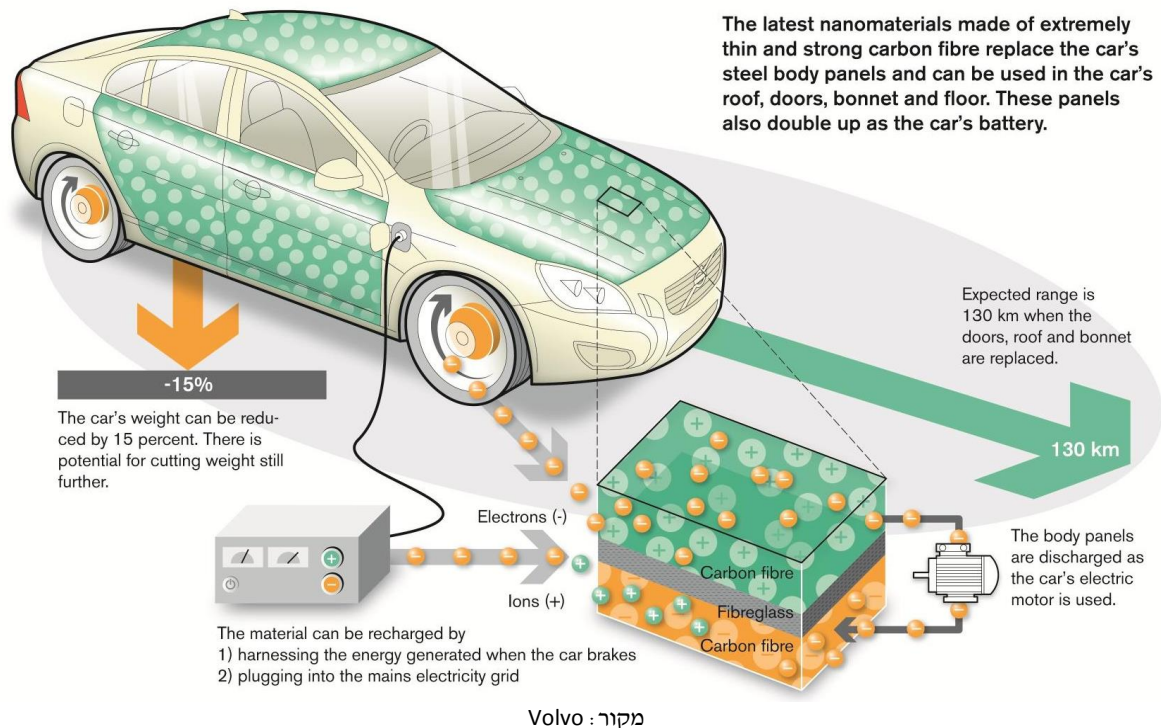 The latest nanomaterials made of extremely
thin and strong carbon fibre replace the car's
steel body panels and can be used in the car's
roof, doors, bonnet and floor. These panels
also double up as the car's battery.
Expected range is
130 km when the
doors, roof and bonnet
are replaced.
130 km
-15%
The car's weight can be redu-
ced by 15 percent. There is
potential for cutting weight still
further.
Electrons (-)
Ions (+)
Carbon fibre
Fibreglass
Carbon fibre
The body panels
are discharged as
the car's electric
motor is used.
The material can be recharged by
1) harnessing the energy generated when the car brakes
2) plugging into the mains electricity grid
מקור : Volvo